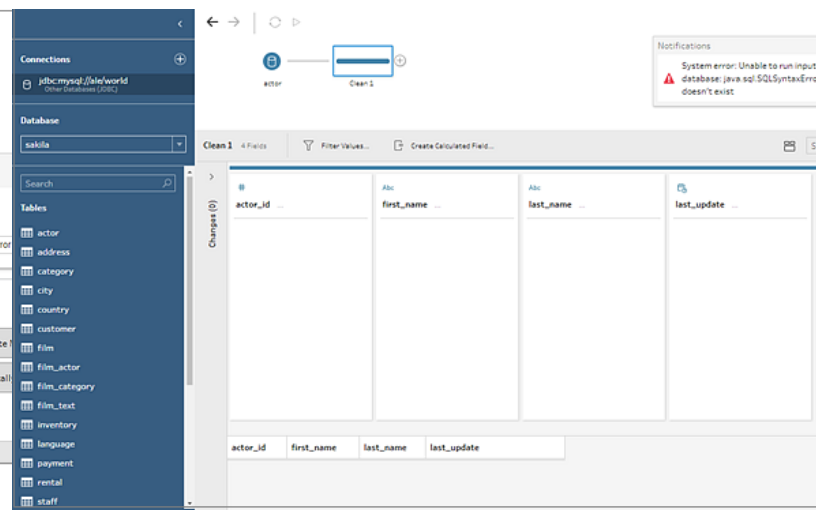 Connections
jdbc:mysql://ale/world
Other Databases (JDBC)
Database
sakila
Search
Tables
actor
address
category
city
country
customer
film
film_actor
film_category
film_text
inventory
language
payment
rental
staff
actor
Clean 1
Notifications
System error: Unable to run input
database: java.sql.SQLSyntaxErro
doesn't exist
Clean 1 4 Fields Filter Values... Create Calculated Field... S
Changes (0)
# Abc Abc
actor_id ... first_name ... last_name ... last_update ...
actor_id first_name last_name last_update